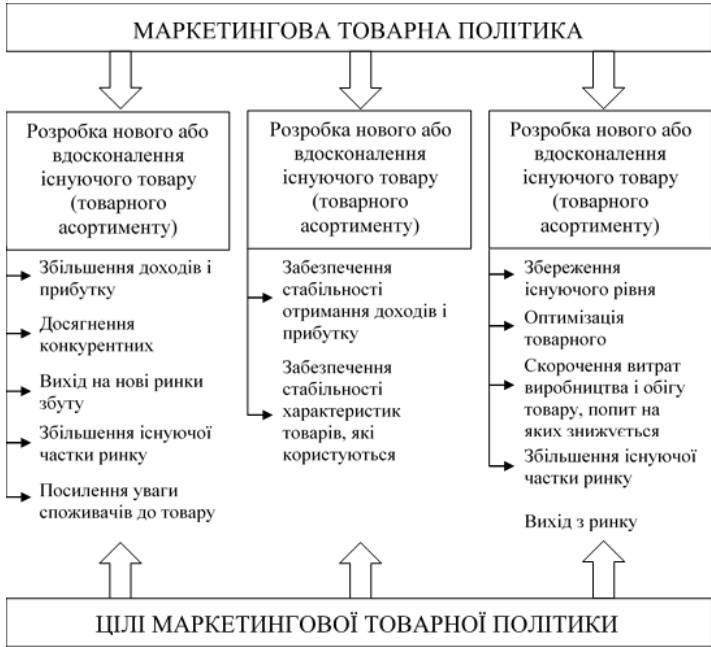 МАРКЕТИНГОВА ТОВАРНА ПОЛІТИКА
Розробка нового або
вдосконалення
існуючого товару
(товарного
асортименту)
Збільшення доходів і
прибутку
Досягнення
конкурентних
Вихід на нові ринки
збуту
Збільшення існуючої
частки ринку
Посилення уваги
споживачів до товару
Розробка нового або
вдосконалення
існуючого товару
(товарного
асортименту)
Забезпечення
стабільності
отримання доходів і
прибутку
Забезпечення
стабільності
характеристик
товарів, які
користуються
Розробка нового або
вдосконалення
існуючого товару
(товарного
асортименту)
Збереження
існуючого рівня
Оптимізація
товарного
Скорочення витрат
виробництва і обігу
товару, попит на
яких знижується
Збільшення існуючої
частки ринку
Вихід з ринку
ЦІЛІ МАРКЕТИНГОВОЇ ТОВАРНОЇ ПОЛІТИКИ